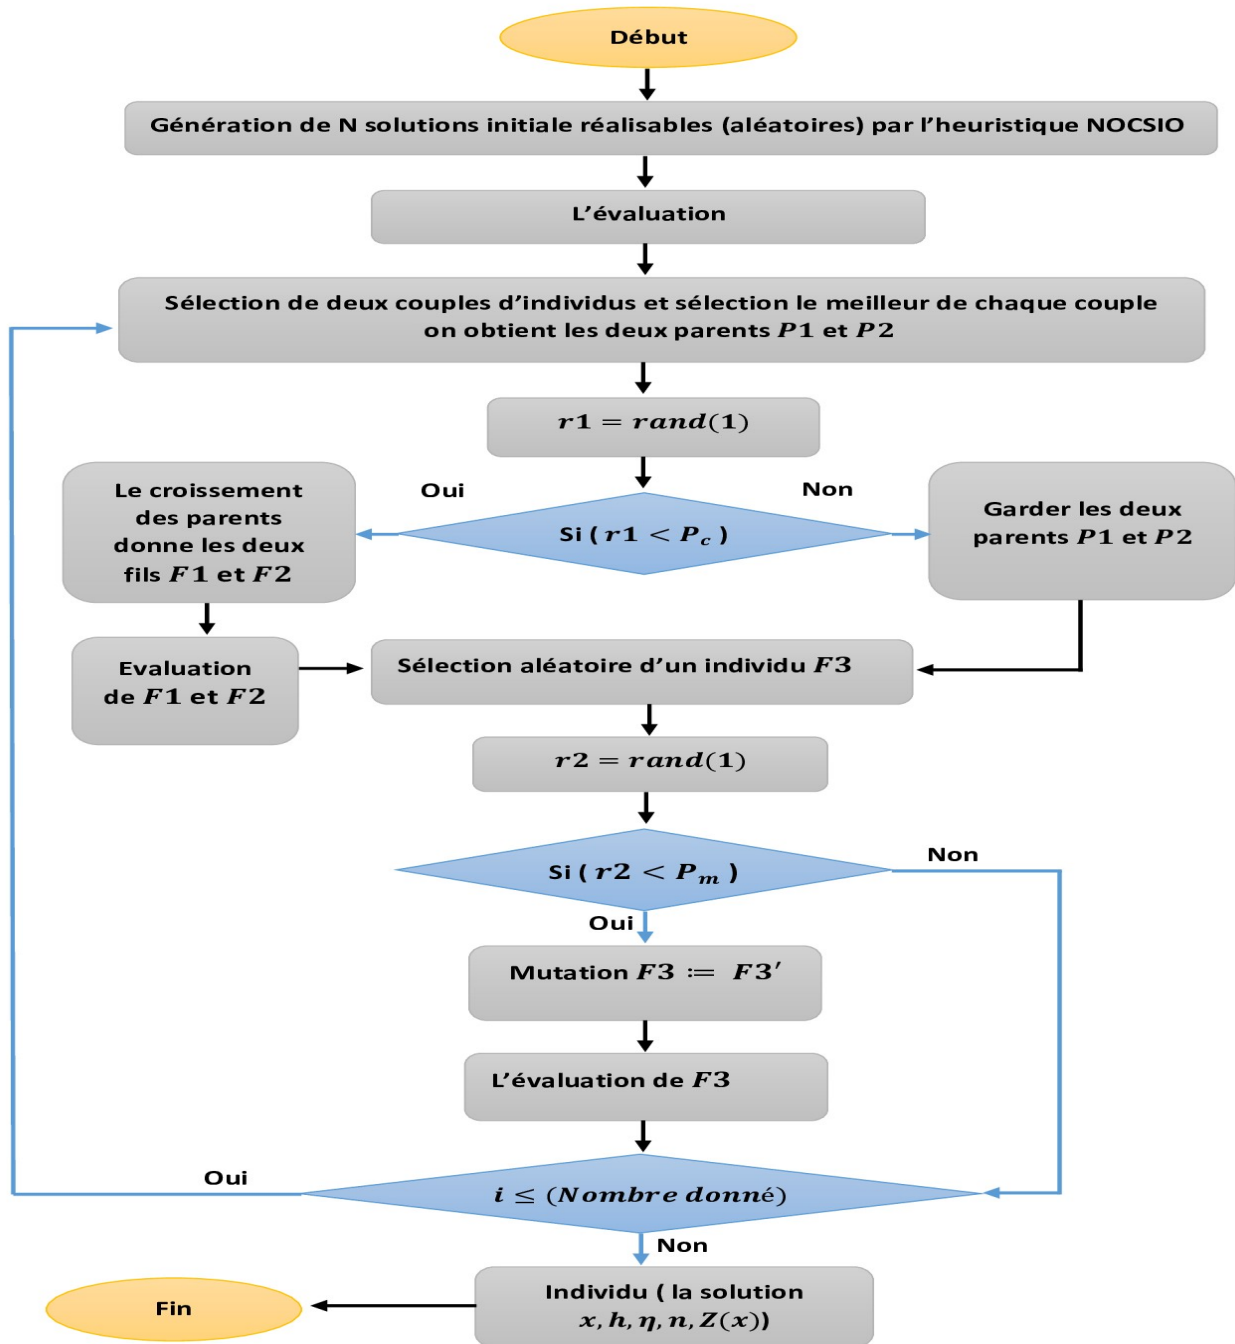 Début
Génération de N solutions initiale réalisables (aléatoires) par l'heuristique NOCSIO
L'évaluation
Sélection de deux couples d'individus et sélection le meilleur de chaque couple
on obtient les deux parents P1 et P2
r1 = rand(1)
Oui
Non
Le croissement
des parents
donne les deux
fils F1 et F2
Si ( r1 < P_c )
Garder les deux
parents P1 et P2
Evaluation
de F1 et F2
Sélection aléatoire d'un individu F3
r2 = rand(1)
Si ( r2 < P_m )
Non
Oui
Mutation F3 := F3′
L'évaluation de F3
Oui
i ≤ (Nombre donné)
Non
Individu ( la solution
x, h, η, n, Z(x))
Fin